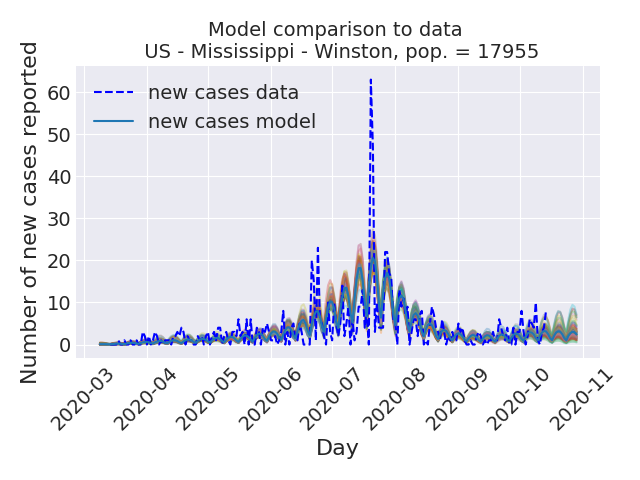 Model comparison to data
US - Mississippi - Winston, pop. = 17955
Number of new cases reported
60
50
40
30
20
10
0
new cases data
new cases model
2020-03
2020-04
2020-05
2020-06
2020-07
2020-08
2020-09
2020-10
2020-11
Day